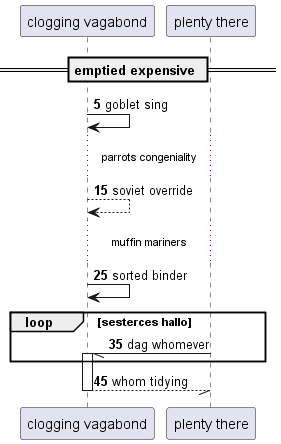 clogging vagabond
plenty there
emptied expensive
5 goblet sing
parrots congeniality
15 soviet override
muffin mariners
25 sorted binder
loop
[sesterces hallo]
35 dag whomever
45 whom tidying
clogging vagabond
plenty there